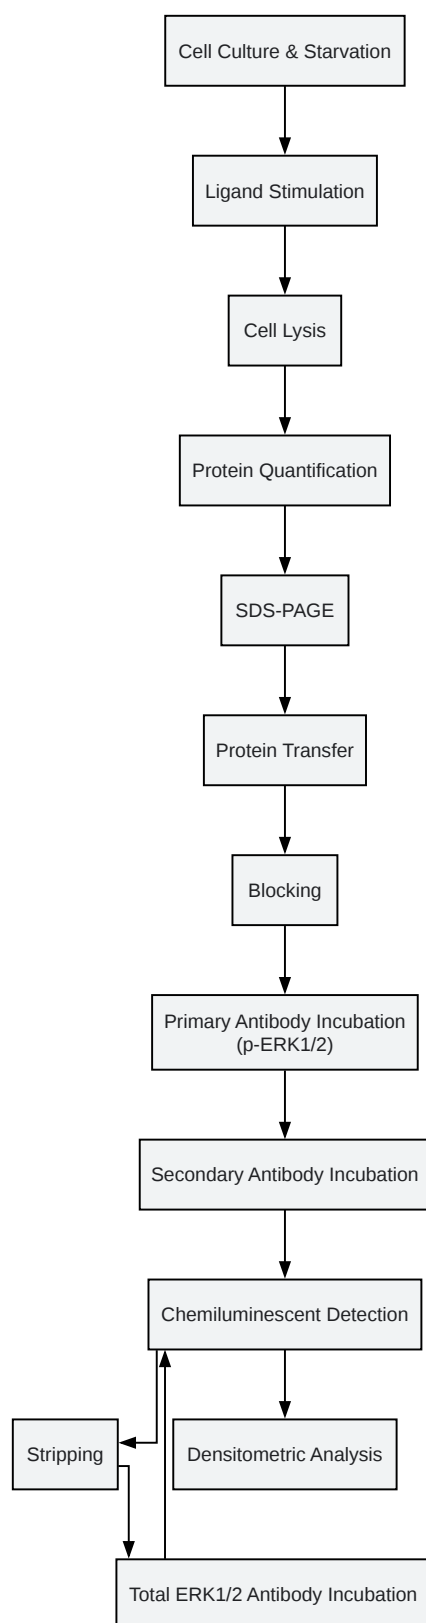 Cell Culture & Starvation
Ligand Stimulation
Cell Lysis
Protein Quantification
SDS-PAGE
Protein Transfer
Blocking
Primary Antibody Incubation
(p-ERK1/2)
Secondary Antibody Incubation
Chemiluminescent Detection
Stripping
Densitometric Analysis
Total ERK1/2 Antibody Incubation